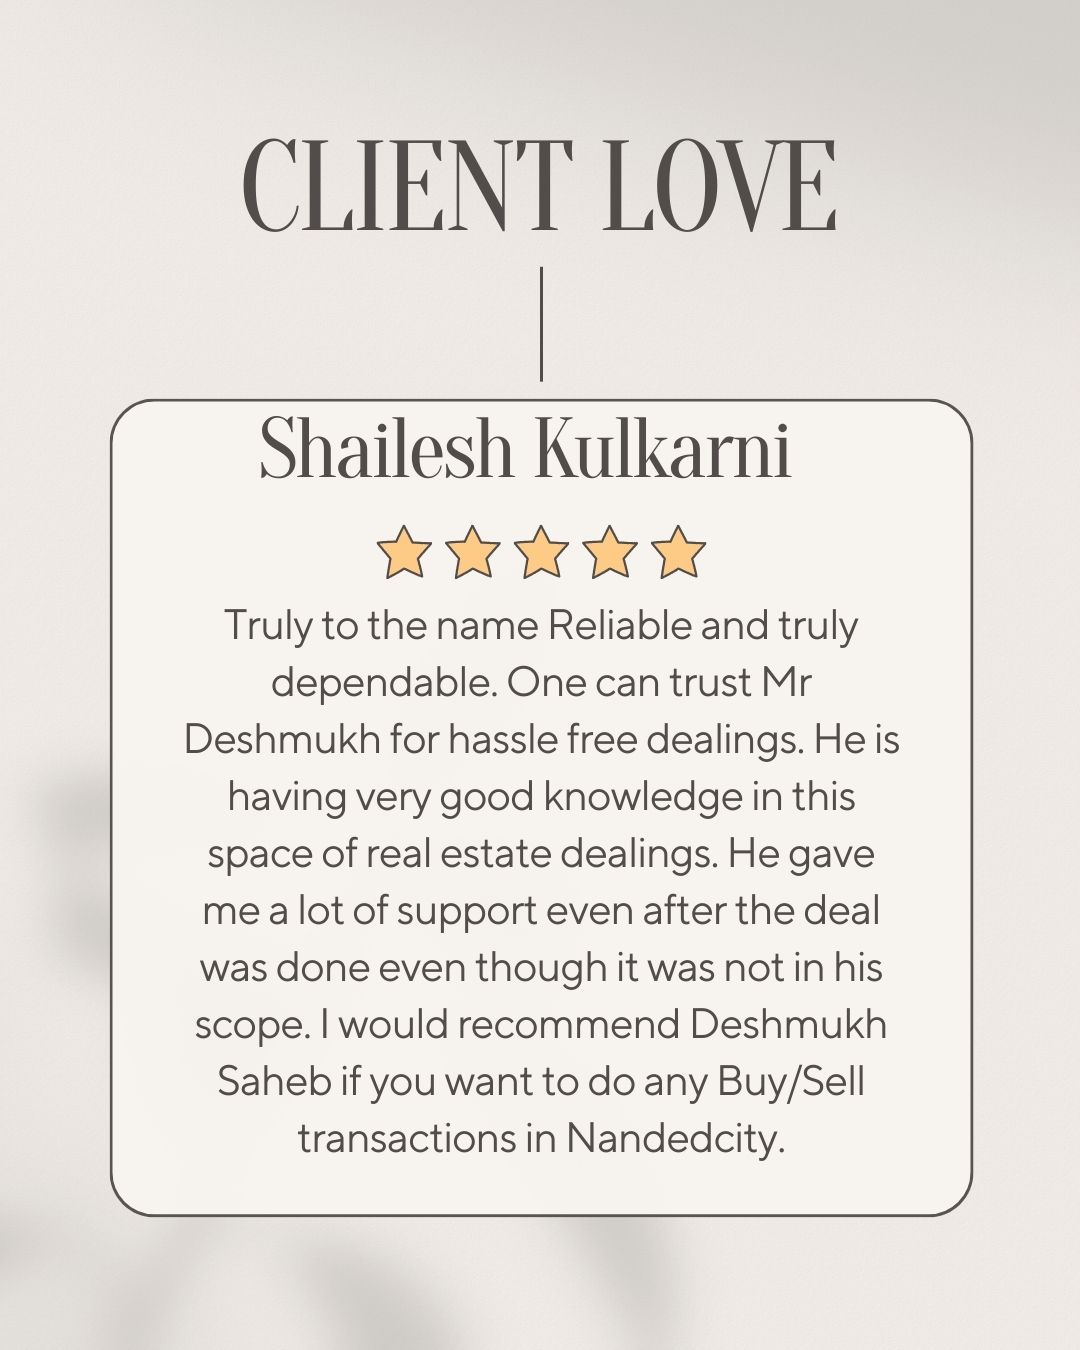 CLIENT LOVE
Shailesh Kulkarni
Truly to the name Reliable and truly
dependable. One can trust Mr
Deshmukh for hassle free dealings. He is
having very good knowledge in this
space of real estate dealings. He gave
me a lot of support even after the deal
was done even though it was not in his
scope. I would recommend Deshmukh
Saheb if you want to do any Buy/Sell
transactions in Nandedcity.